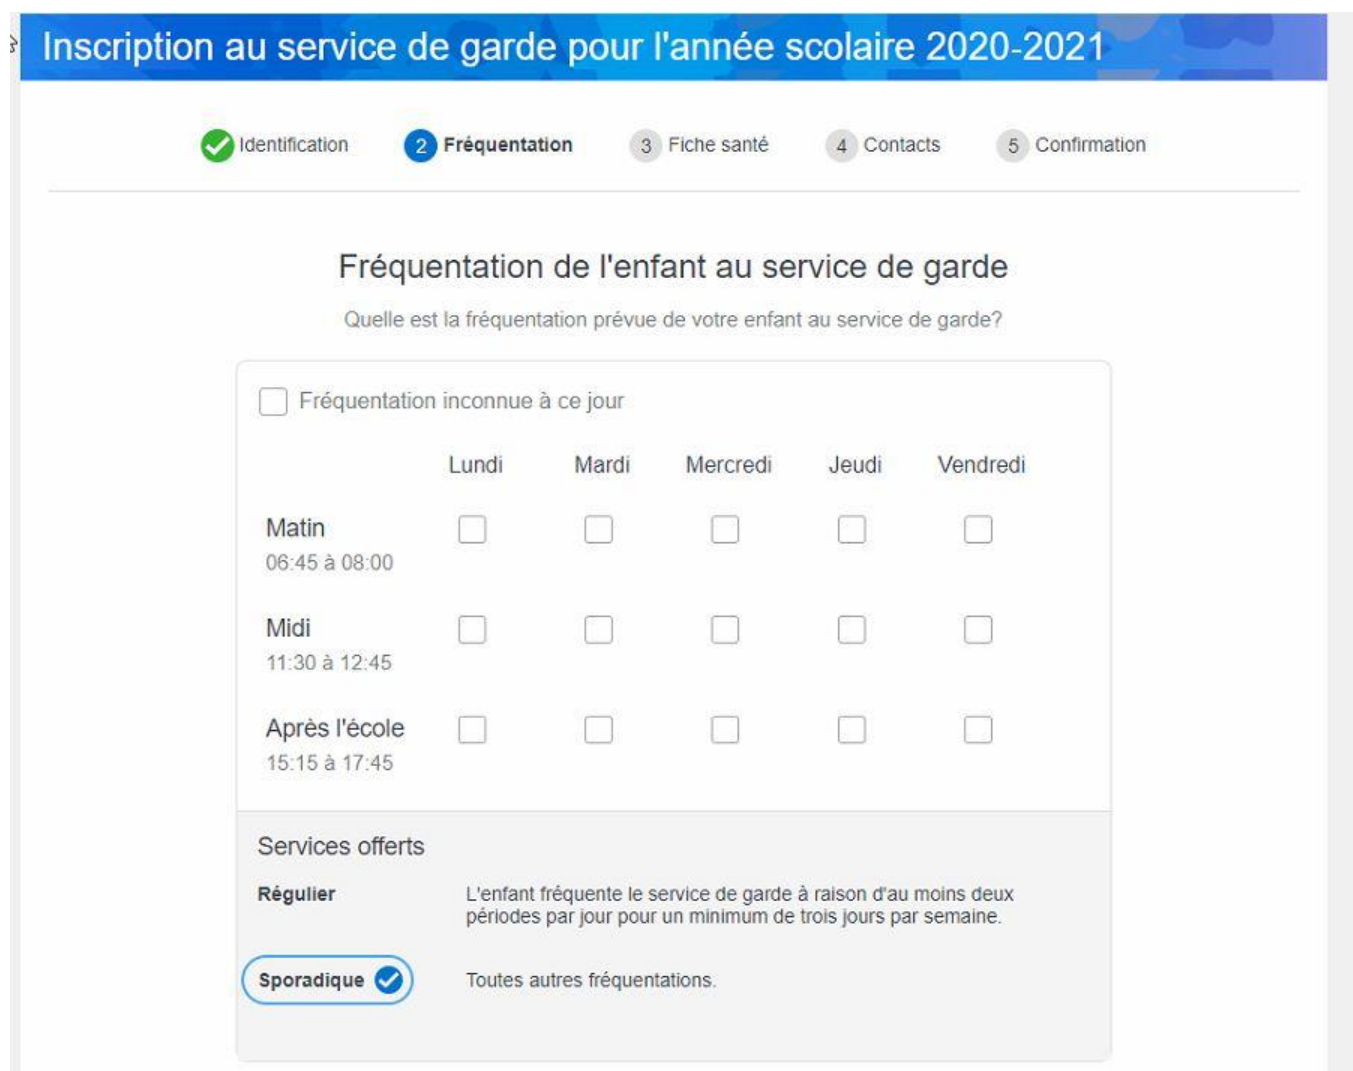 Inscription au service de garde pour l'année scolaire 2020-2021
Identification 2 Fréquentation 3 Fiche santé 4 Contacts 5 Confirmation
Fréquentation de l'enfant au service de garde
Quelle est la fréquentation prévue de votre enfant au service de garde?
Fréquentation inconnue à ce jour
Lundi Mardi Mercredi Jeudi Vendredi
Matin
06:45 à 08:00
Midi
11:30 à 12:45
Après l'école
15:15 à 17:45
Services offerts
Régulier L'enfant fréquente le service de garde à raison d'au moins deux
périodes par jour pour un minimum de trois jours par semaine.
Sporadique Toutes autres fréquentations.